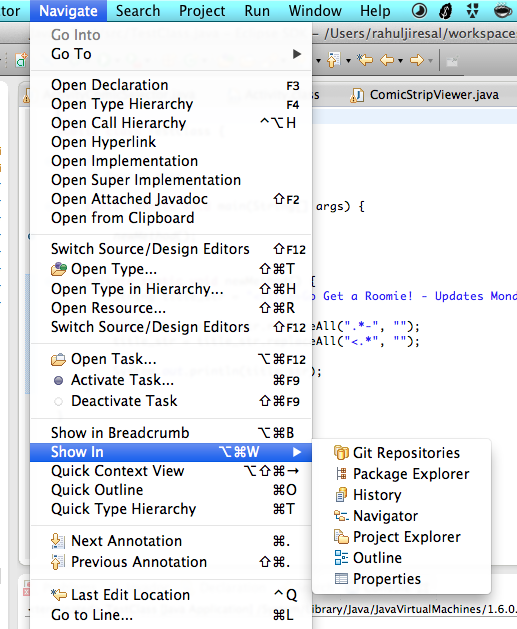 Navigate Search Project Run Window Help
/Users/rahuljiresal/workspace
Go Into
Go To
ComicStripViewer.java
Open Declaration F3
Open Type Hierarchy F4
Open Call Hierarchy ^⌥H
Open Hyperlink
Open Implementation
Open Super Implementation
Open Attached Javadoc ⇧F2
args) {
Open from Clipboard
Switch Source/Design Editors ⇧F12
Open Type... ⇧⌘T
{
Open Type in Hierarchy... ⇧⌘H
Get a Roomie! - Updates Mond
Open Resource... ⇧⌘R
Switch Source/Design Editors ⇧F12
eAll(".*-", "");
eAll("<.*", "");
Open Task... ⌥⌘F12
Activate Task... ⌘F9
);
Deactivate Task ⇧⌘F9
Show in Breadcrumb ⌥⌘B
Show In ⌥⌘W
Git Repositories
Quick Context View ⌥⇧⌘→
Package Explorer
Quick Outline ⌘O
History
Quick Type Hierarchy ⌘T
Navigator
Next Annotation ⌘.
Project Explorer
Previous Annotation ⇧⌘.
Outline
Properties
Last Edit Location ^Q
Go to Line... ⌘L
ibrary/Java/JavaVirtualMachines/1.6.0.